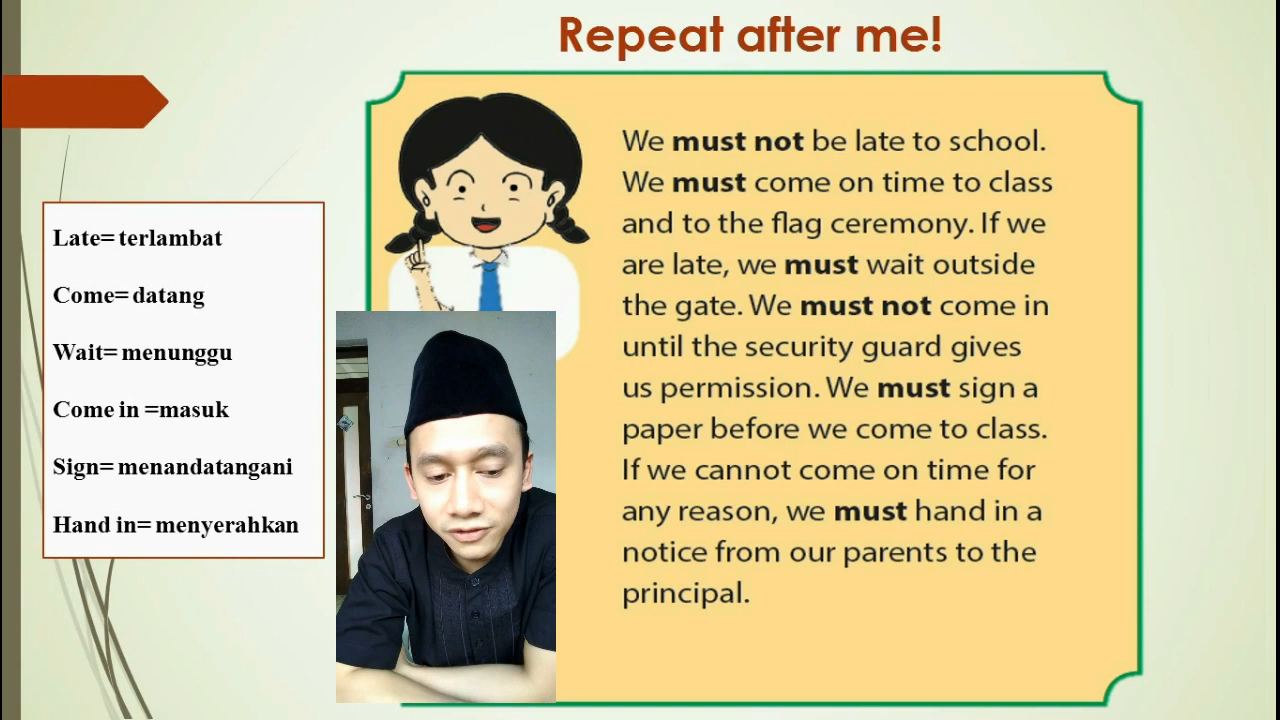 Repeat after me!
Late= terlambat
Come= datang
Wait= menunggu
Come in =masuk
Sign= menandatangani
Hand in= menyerahkan
We must not be late to school.
We must come on time to class
and to the flag ceremony. If we
are late, we must wait outside
the gate. We must not come in
until the security guard gives
us permission. We must sign a
paper before we come to class.
If we cannot come on time for
any reason, we must hand in a
notice from our parents to the
principal.